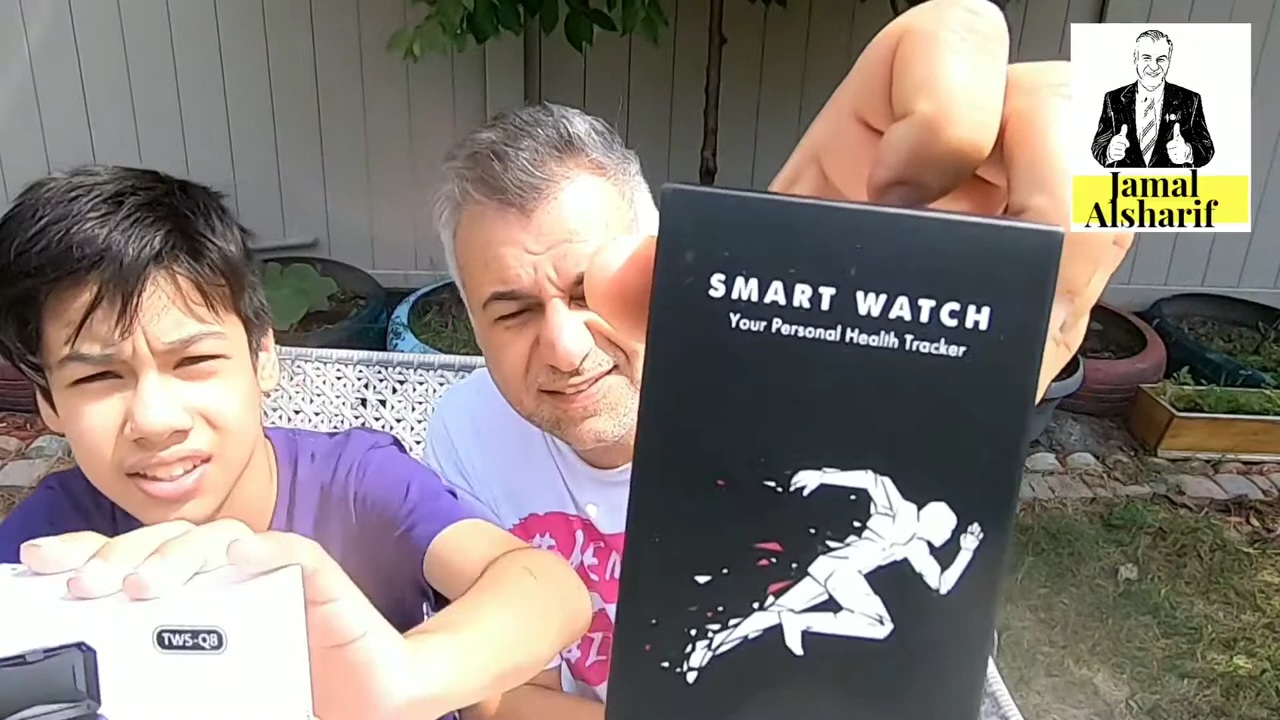 Jamal
Alsharif
SMART WATCH
Your Personal Health Tracker
TWS-Q8